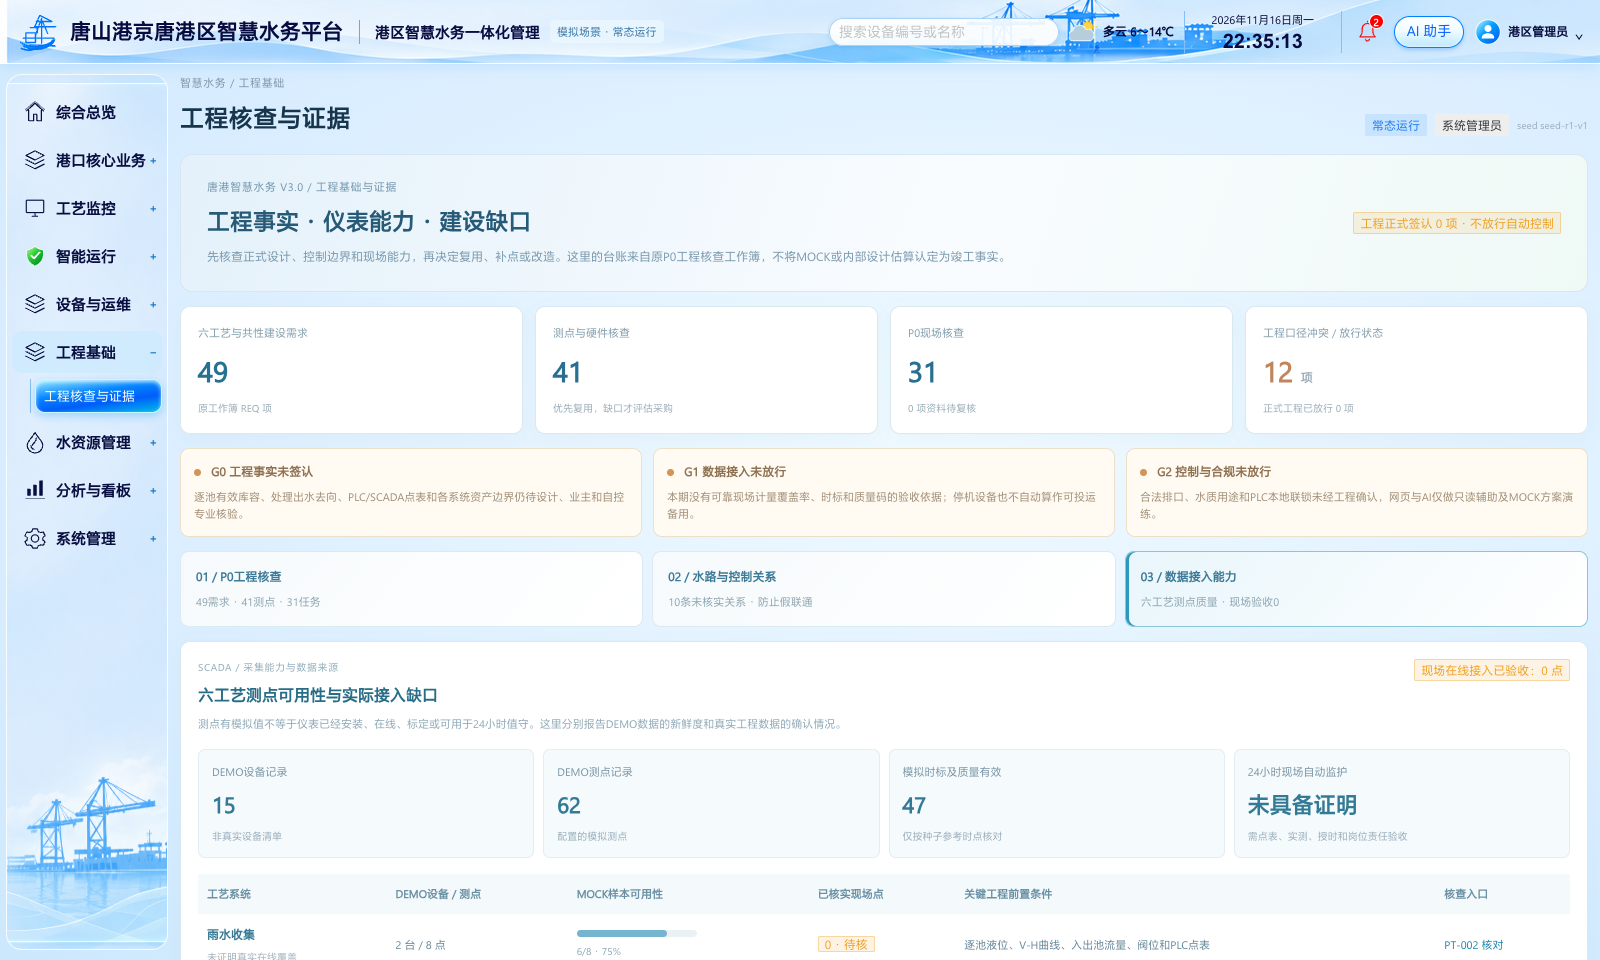 唐山港京唐港区智慧水务平台
港区智慧水务一体化管理
模拟场景 · 常态运行
搜索设备编号或名称
多云 6~14℃
2026年11月16日周一
22:35:13
2
AI 助手
港区管理员
综合总览
港口核心业务 +
工艺监控 +
智能运行 +
设备与运维 +
工程基础 −
工程核查与证据
水资源管理 +
分析与看板 +
系统管理 +
智慧水务 / 工程基础
工程核查与证据
常态运行
系统管理员
seed seed-r1-v1
唐港智慧水务 V3.0 / 工程基础与证据
工程事实 · 仪表能力 · 建设缺口
先核查正式设计、控制边界和现场能力，再决定复用、补点或改造。这里的台账来自原P0工程核查工作簿，不将MOCK或内部设计估算认定为竣工事实。
工程正式签认 0 项 · 不放行自动控制
六工艺与共性建设需求
49
原工作簿 REQ 项
测点与硬件核查
41
优先复用，缺口才评估采购
P0现场核查
31
0 项资料待复核
工程口径冲突 / 放行状态
12 项
正式工程已放行 0 项
G0 工程事实未签认
逐池有效库容、处理出水去向、PLC/SCADA点表和各系统资产边界仍待设计、业主和自控
专业核验。
G1 数据接入未放行
本期没有可靠现场计量覆盖率、时标和质量码的验收依据；停机设备也不自动算作可投运
备用。
G2 控制与合规未放行
合法排口、水质用途和PLC本地联锁未经工程确认，网页与AI仅做只读辅助及MOCK方案演
练。
01 / P0工程核查
49需求 · 41测点 · 31任务
02 / 水路与控制关系
10条未核实关系 · 防止假联通
03 / 数据接入能力
六工艺测点质量 · 现场验收0
SCADA / 采集能力与数据来源
六工艺测点可用性与实际接入缺口
测点有模拟值不等于仪表已经安装、在线、标定或可用于24小时值守。这里分别报告DEMO数据的新鲜度和真实工程数据的确认情况。
现场在线接入已验收：0 点
DEMO设备记录
15
非真实设备清单
DEMO测点记录
62
配置的模拟测点
模拟时标及质量有效
47
仅按种子参考时点核对
24小时现场自动监护
未具备证明
需点表、实测、授时和岗位责任验收
工艺系统
DEMO设备 / 测点
MOCK样本可用性
已核实现场点
关键工程前置条件
核查入口
雨水收集
未证明真实在线覆盖
2 台 / 8 点
6/8 · 75%
0 · 待核
逐池液位、V-H曲线、入出池流量、阀位和PLC点表
PT-002 核对